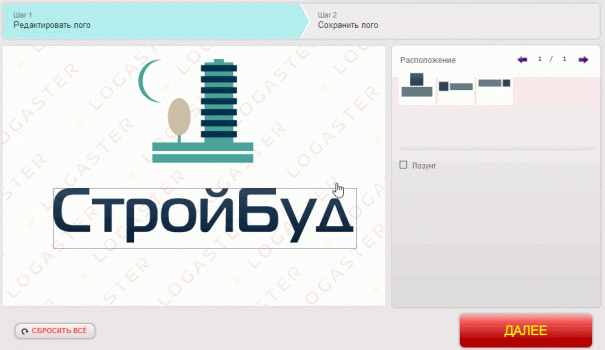 Шаг 1
Редактировать лого
Шаг 2
Сохранить лого
LOGASTER
LOGASTER
LOGASTER
LOGASTER
СтройБуд
Расположение
1 / 1
Лозунг
СБРОСИТЬ ВСЁ
ДАЛЕЕ